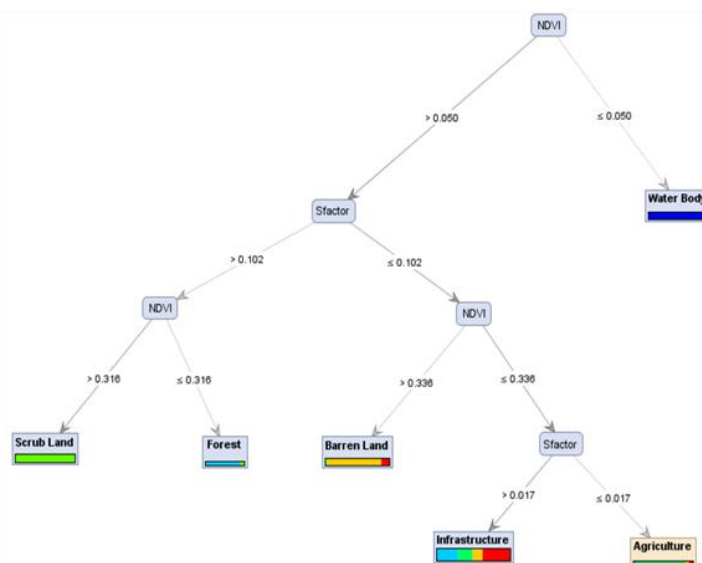 NDVI
> 0.050
≤ 0.050
Sfactor
Water Body
> 0.102
≤ 0.102
NDVI
NDVI
> 0.316
≤ 0.316
> 0.336
≤ 0.336
Scrub Land
Forest
Barren Land
Sfactor
> 0.017
≤ 0.017
Infrastructure
Agriculture